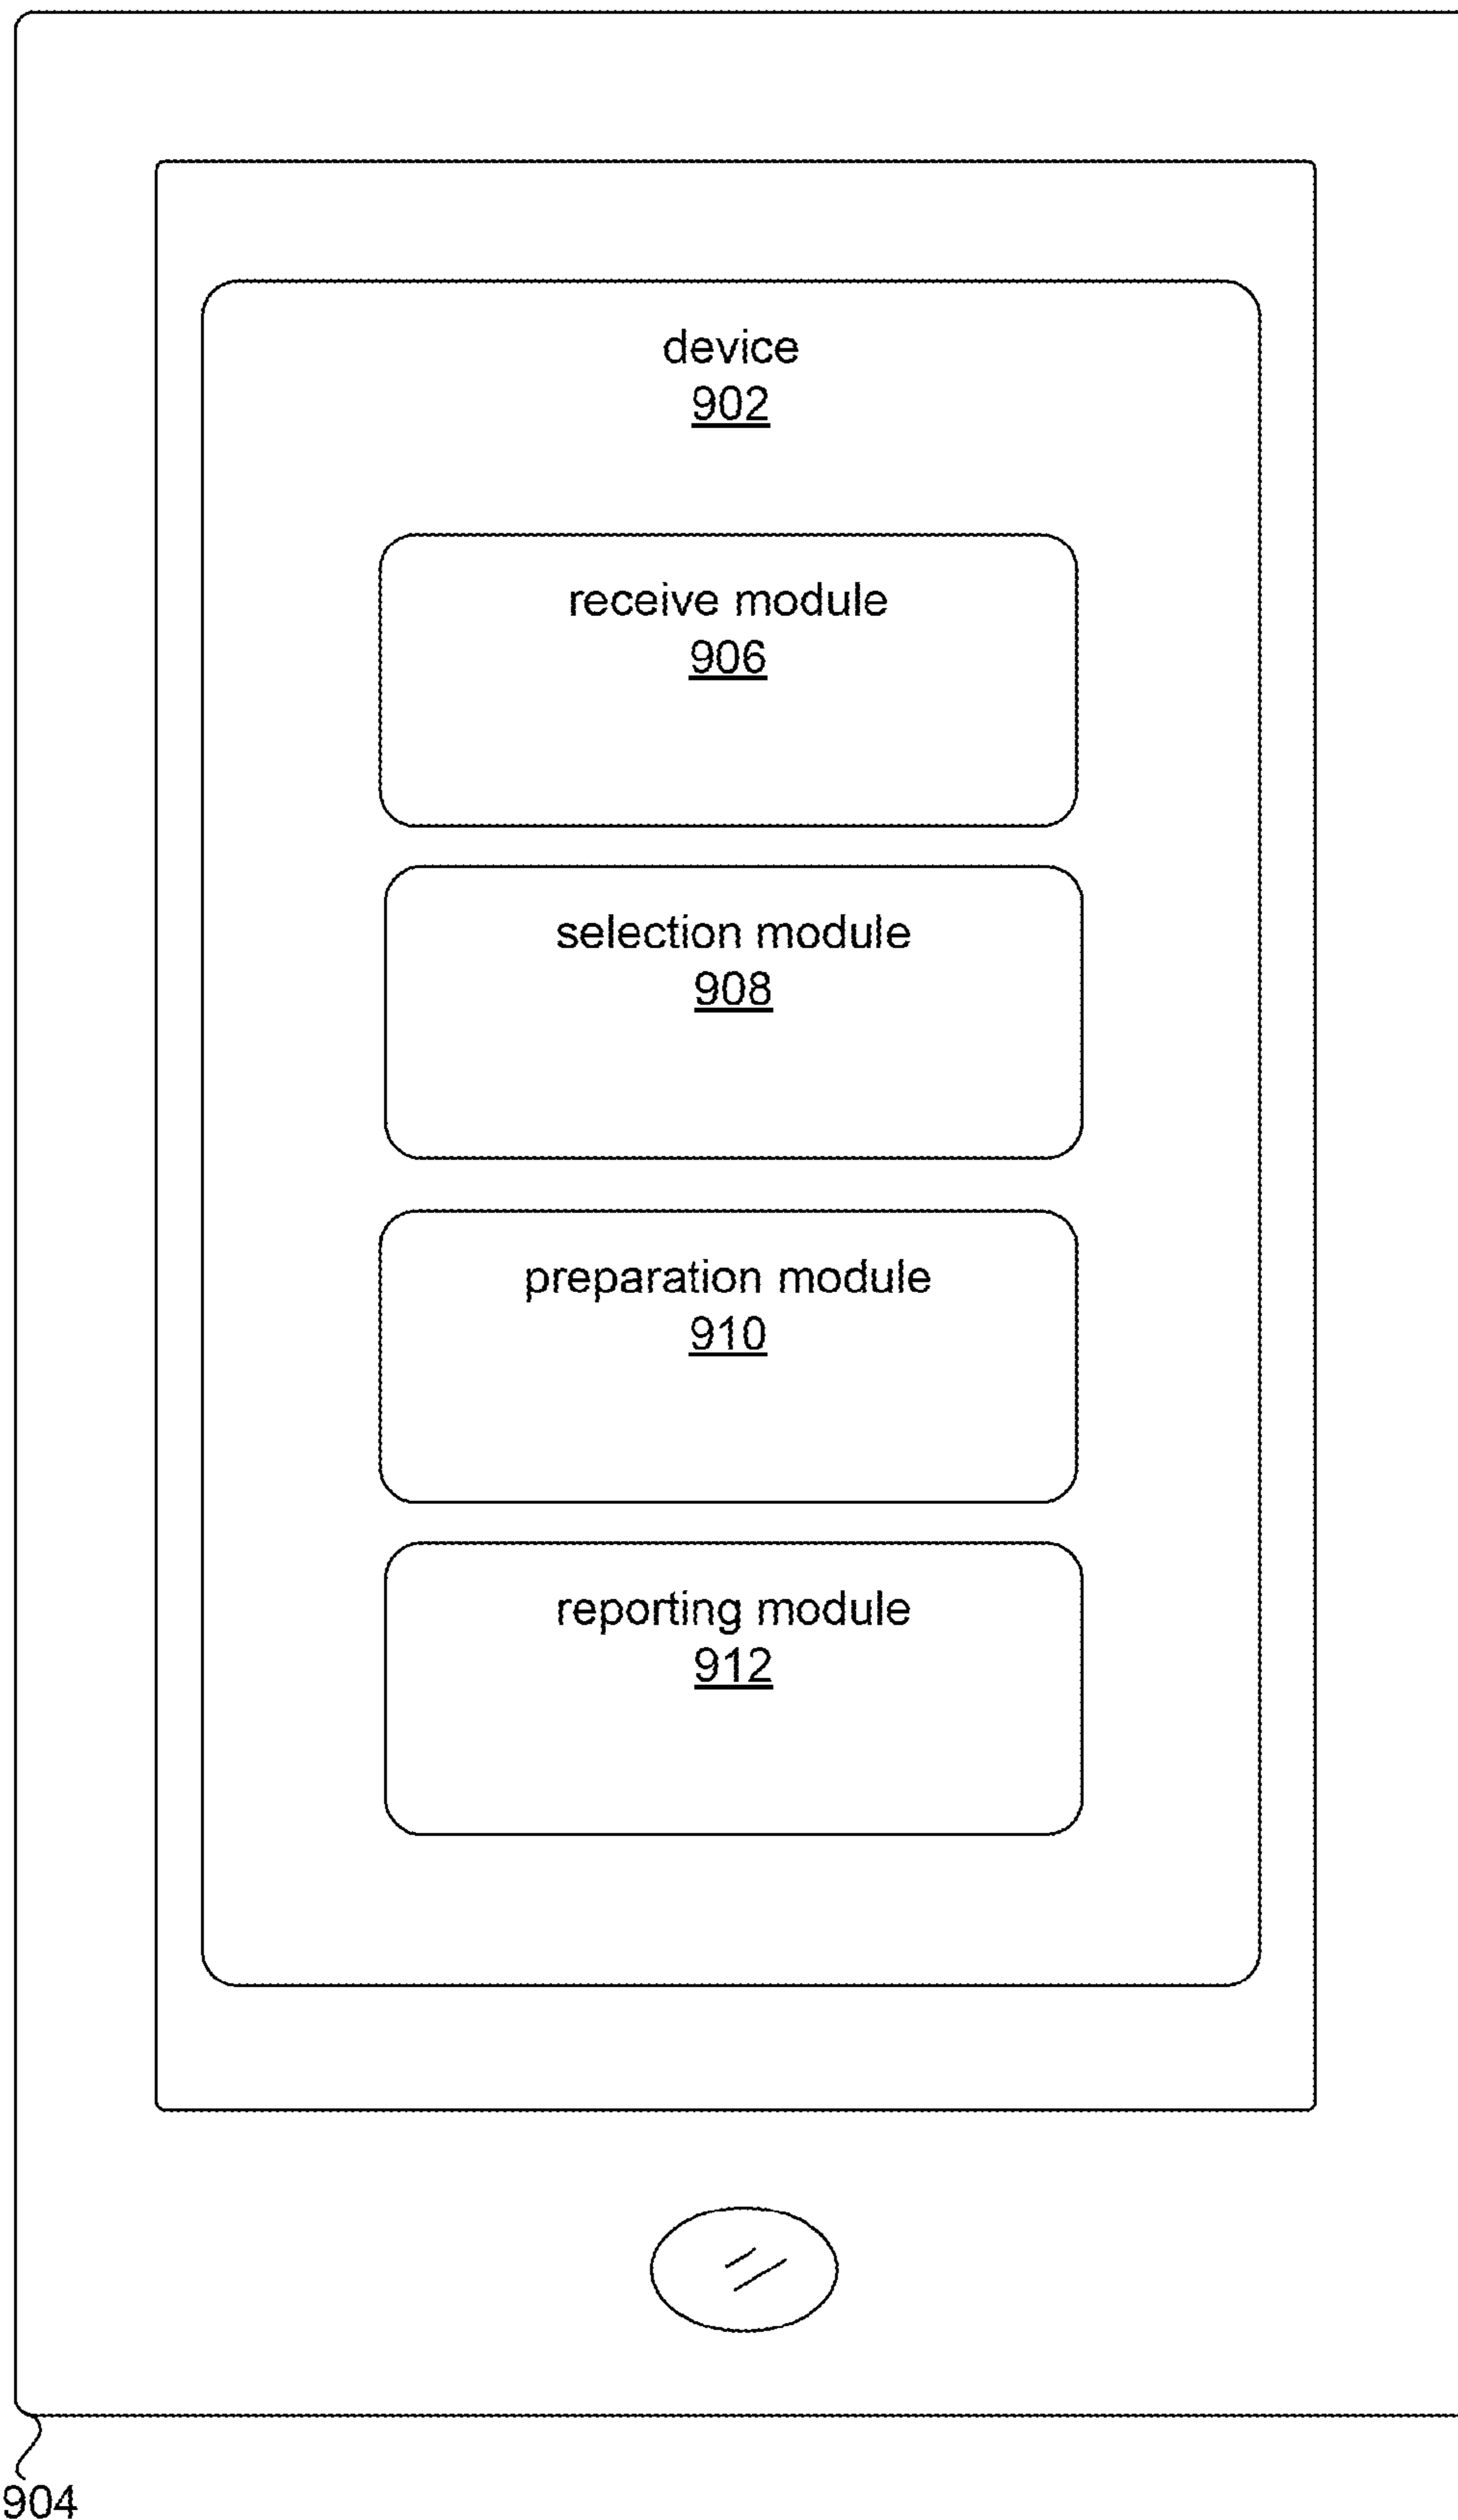 device
902
receive module
906
selection module
908
preparation module
910
reporting module
912
904